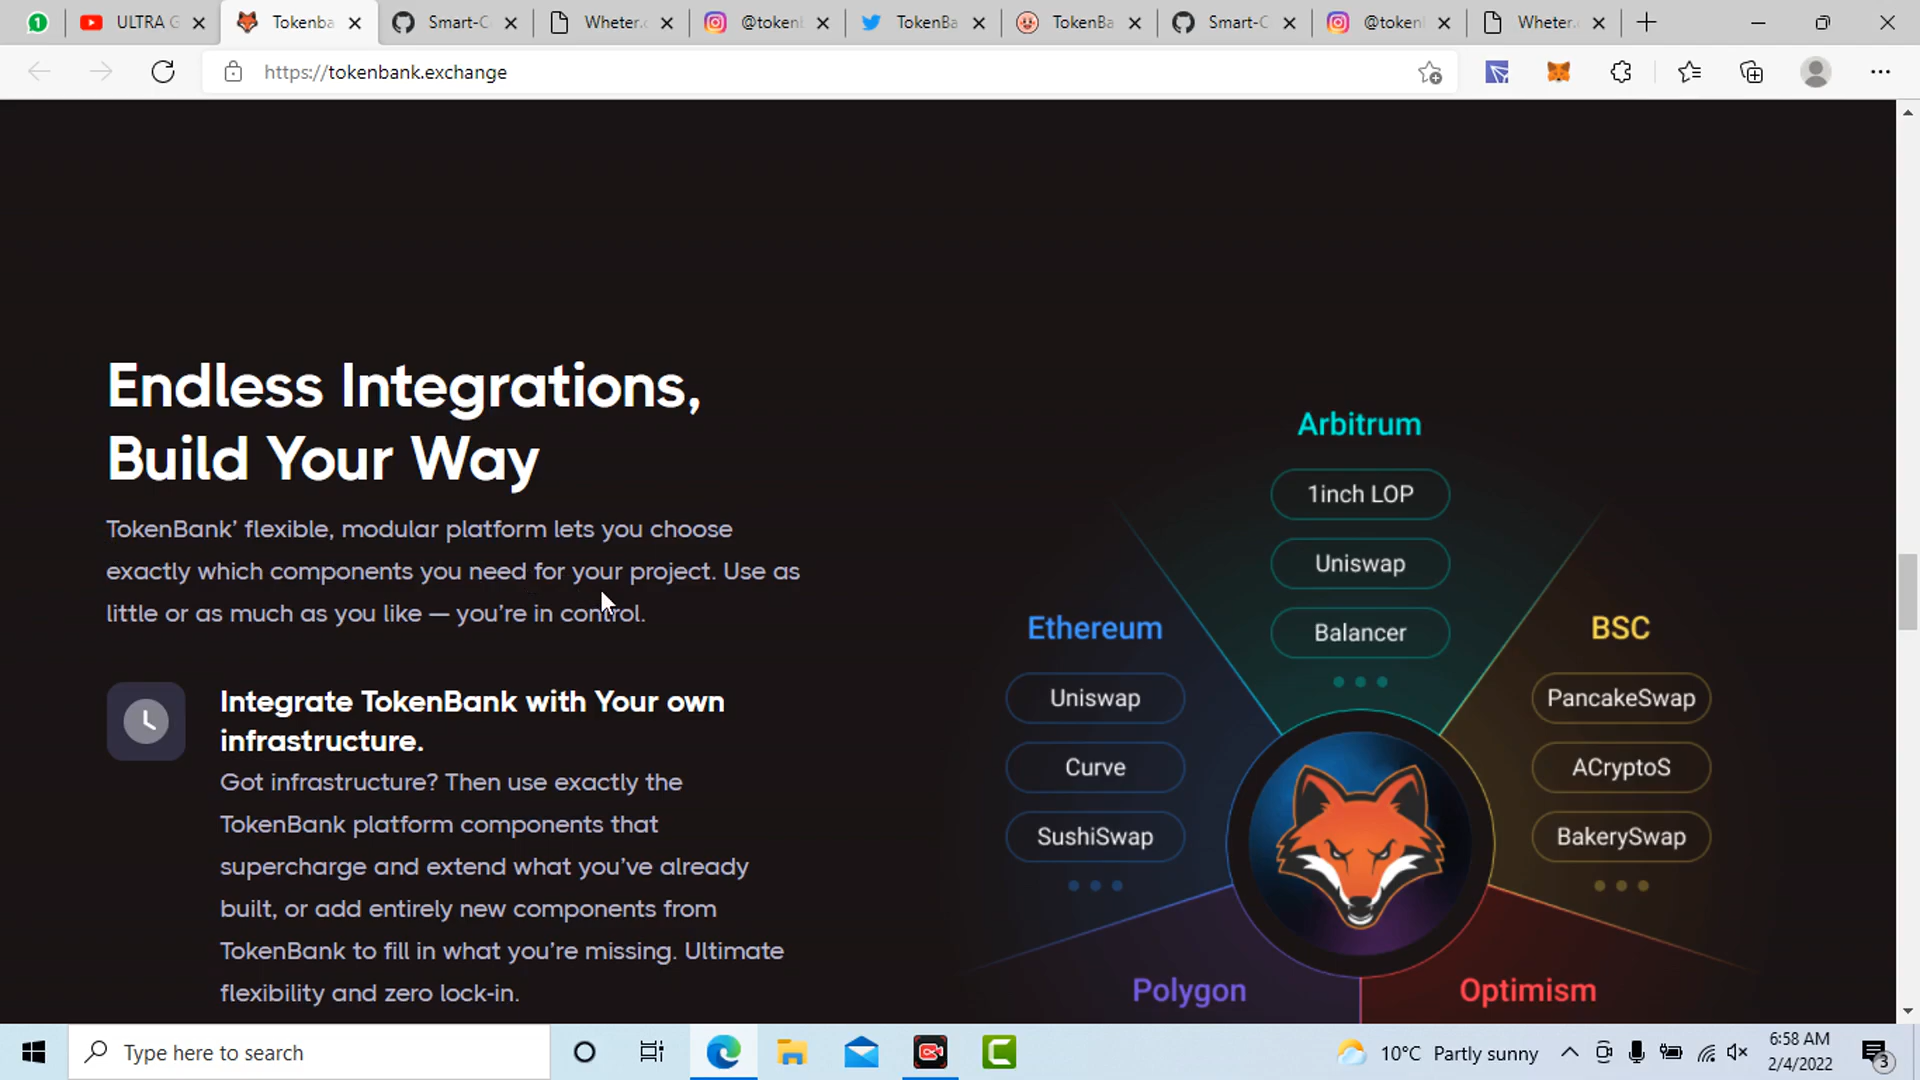 1
ULTRA G
Tokenba
Smart-C
Wheter.
@token
TokenBa
TokenBa
Smart-C
@token
Wheter.
https://tokenbank.exchange
Endless Integrations,
Build Your Way
TokenBank’ flexible, modular platform lets you choose
exactly which components you need for your project. Use as
little or as much as you like — you’re in control.
Integrate TokenBank with Your own
infrastructure.
Got infrastructure? Then use exactly the
TokenBank platform components that
supercharge and extend what you’ve already
built, or add entirely new components from
TokenBank to fill in what you’re missing. Ultimate
flexibility and zero lock-in.
Arbitrum
1inch LOP
Uniswap
Balancer
Ethereum
Uniswap
Curve
SushiSwap
BSC
PancakeSwap
ACryptoS
BakerySwap
Polygon
Optimism
Type here to search
10°C Partly sunny
6:58 AM
2/4/2022
3